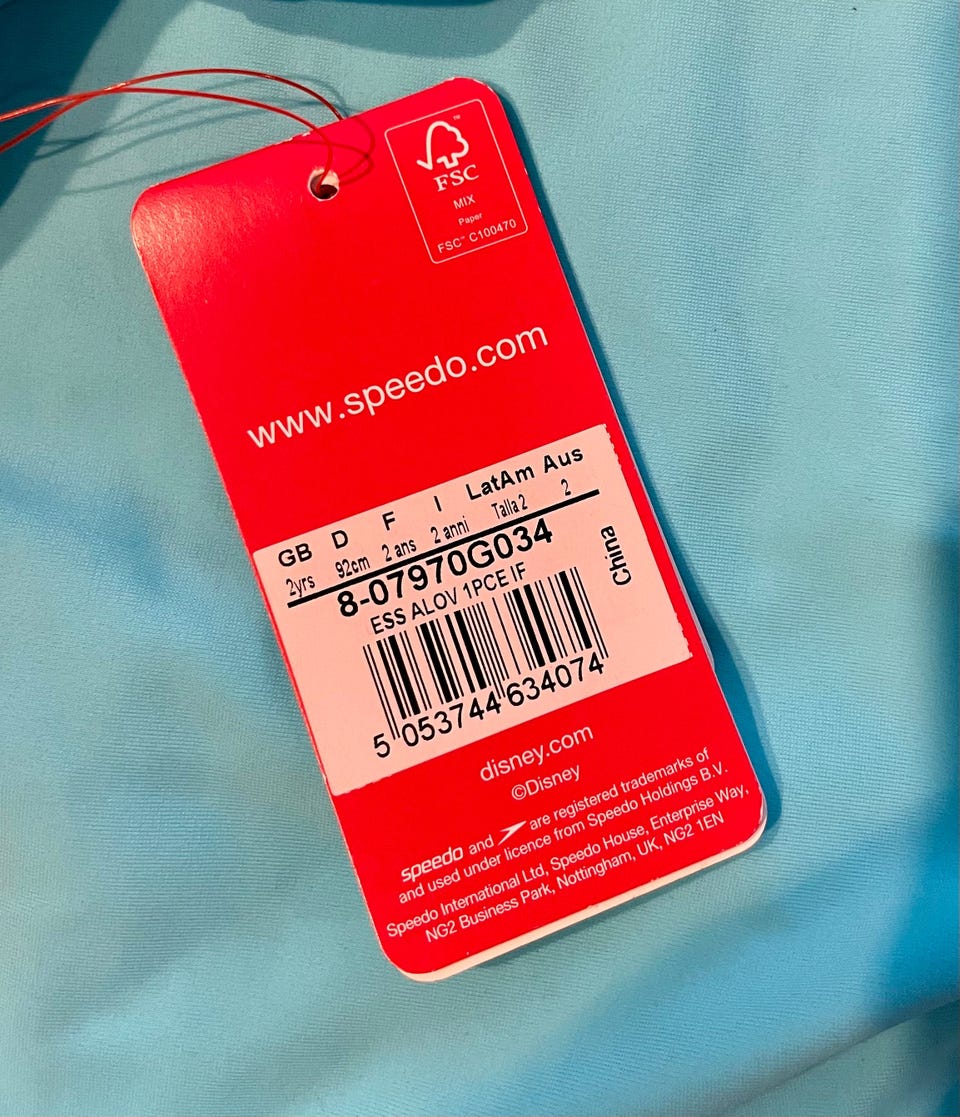 FSC
MIX
Paper
FSC™ C100470
www.speedo.com
GB D F I LatAm Aus
2yrs 92cm 2 ans 2 anni Talla 2 2
8-07970G034
ESS ALOV 1PCE IF
China
5 053744 634074
disney.com
©Disney
speedo and are registered trademarks of
and used under licence from Speedo Holdings B.V.
Speedo International Ltd, Speedo House, Enterprise Way,
NG2 Business Park, Nottingham, UK, NG2 1EN